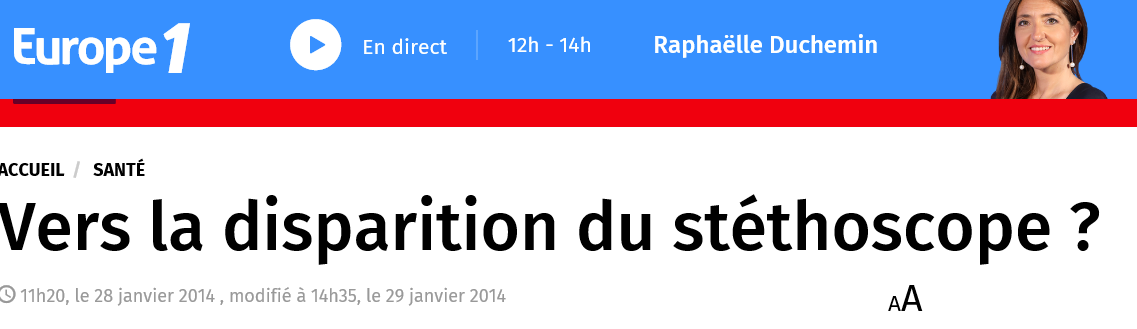 Europe 1 En direct 12h - 14h Raphaëlle Duchemin
ACCUEIL / SANTÉ
Vers la disparition du stéthoscope ?
11h20, le 28 janvier 2014 , modifié à 14h35, le 29 janvier 2014 AA